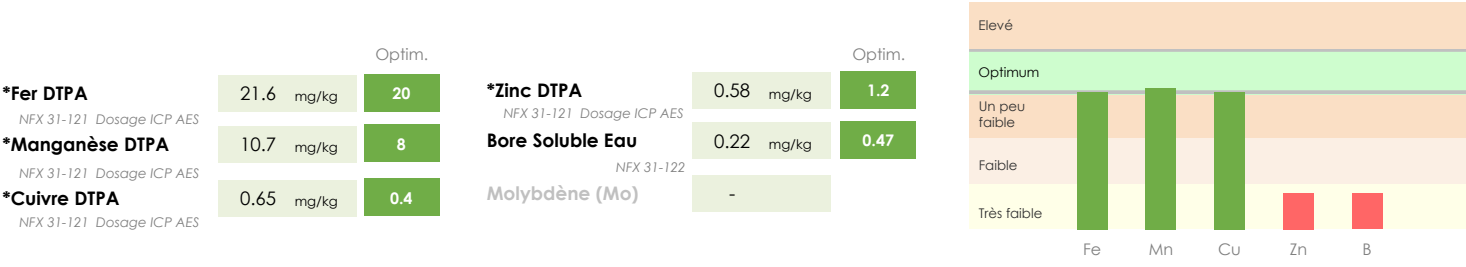 Optim.
*Fer DTPA 21.6 mg/kg 20
NFX 31-121 Dosage ICP AES
*Manganèse DTPA 10.7 mg/kg 8
NFX 31-121 Dosage ICP AES
*Cuivre DTPA 0.65 mg/kg 0.4
NFX 31-121 Dosage ICP AES
Optim.
*Zinc DTPA 0.58 mg/kg 1.2
NFX 31-121 Dosage ICP AES
Bore Soluble Eau 0.22 mg/kg 0.47
NFX 31-122
Molybdène (Mo) -
Elevé
Optimum
Un peu
faible
Faible
Très faible
Fe Mn Cu Zn B